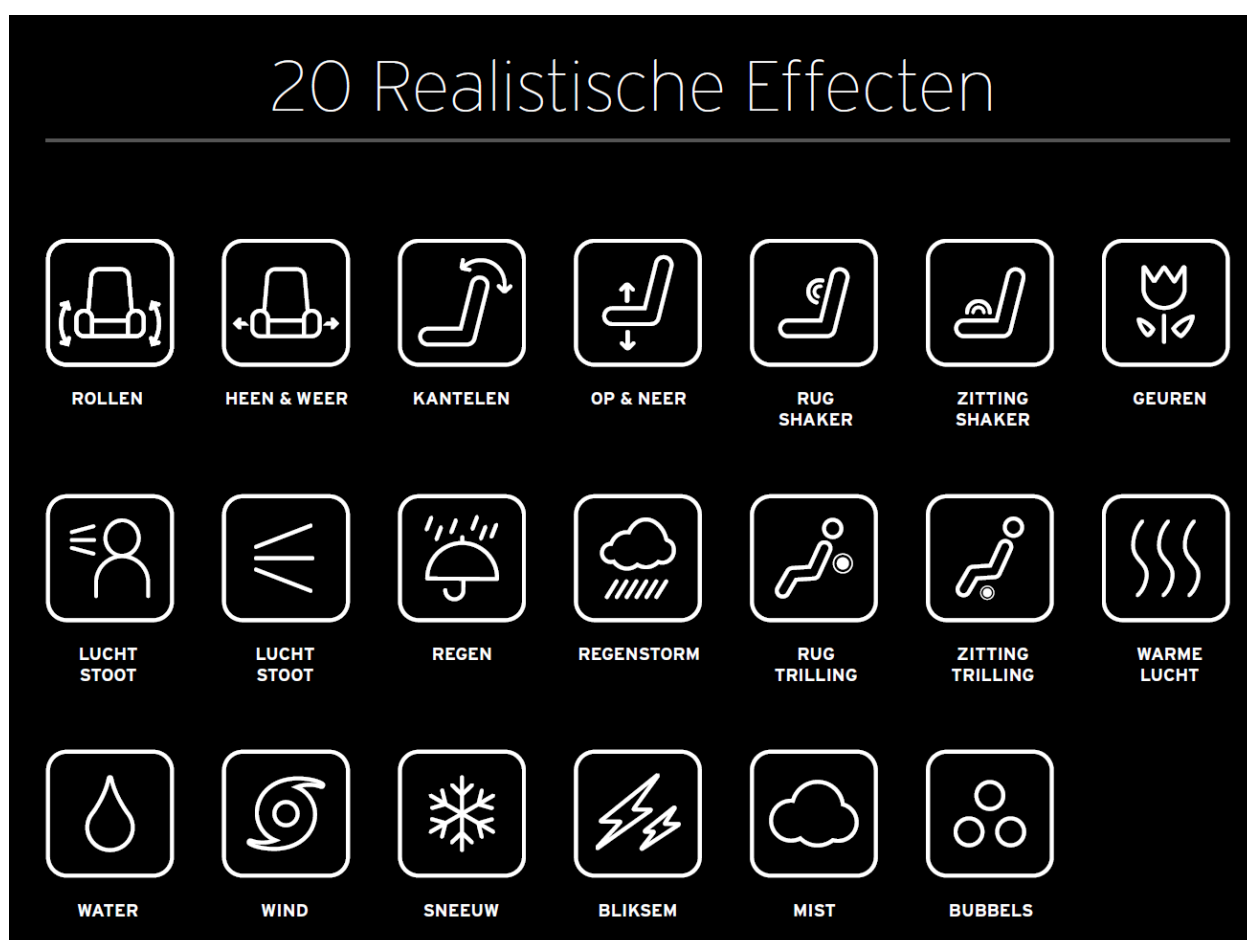 20 Realistische Effecten
ROLLEN
HEEN & WEER
KANTELEN
OP & NEER
RUG
SHAKER
ZITTING
SHAKER
GEUREN
LUCHT
STOOT
LUCHT
STOOT
REGEN
REGENSTORM
RUG
TRILLING
ZITTING
TRILLING
WARME
LUCHT
WATER
WIND
SNEEUW
BLIKSEM
MIST
BUBBELS